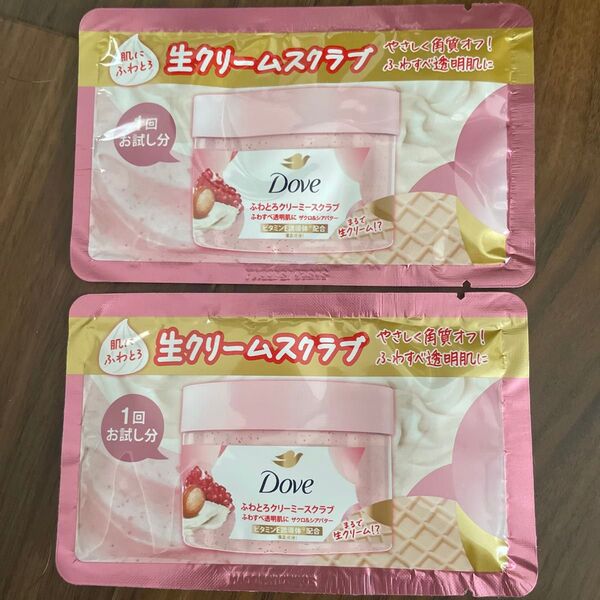 肌に
ふわとろ
生クリームスクラブ
やさしく角質オフ!
ふわすべ透明肌に
1回
お試し分
Dove
ふわとろクリーミースクラブ
ふわすべ透明肌に ザクロ&シアバター
ビタミンE誘導体*配合
まるで
生クリーム!?
肌に
ふわとろ
生クリームスクラブ
やさしく角質オフ!
ふわすべ透明肌に
1回
お試し分
Dove
ふわとろクリーミースクラブ
ふわすべ透明肌に ザクロ&シアバター
ビタミンE誘導体*配合
まるで
生クリーム!?